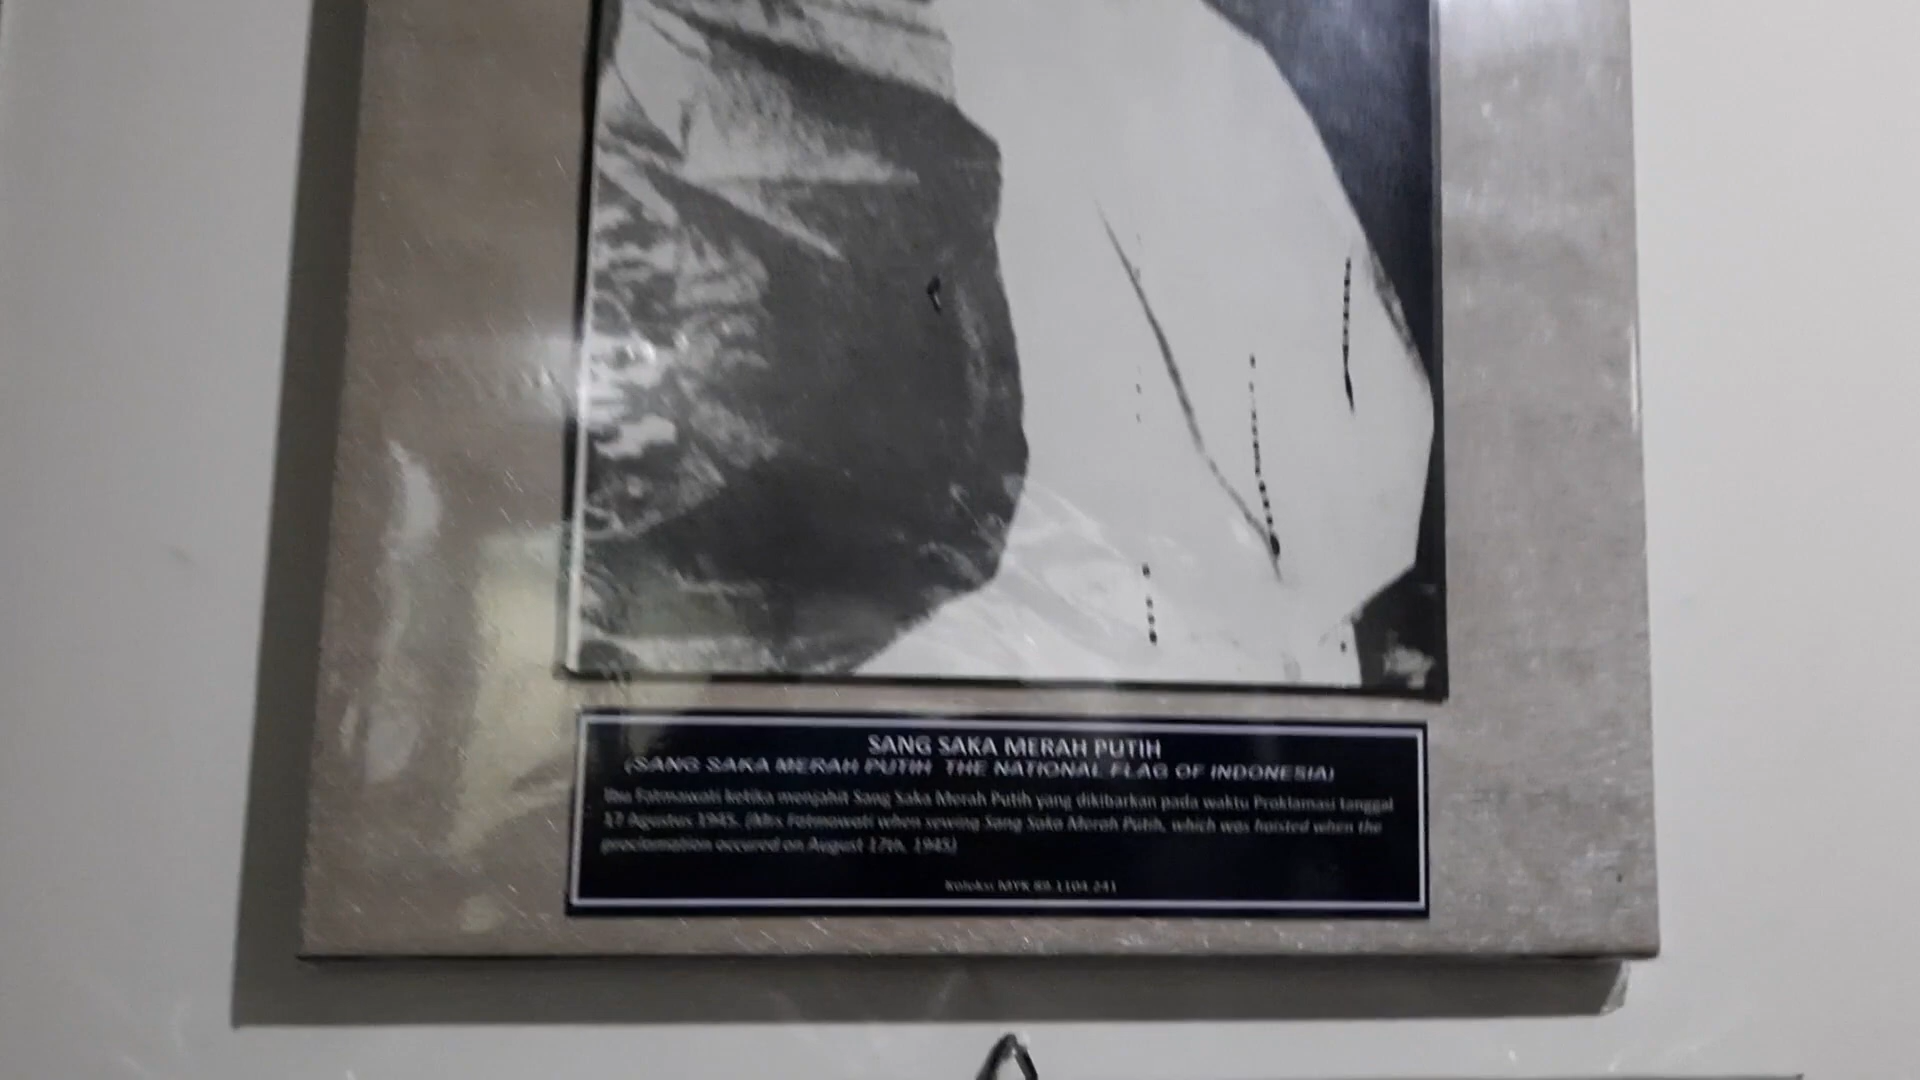 SANG SAKA MERAH PUTIH
(SANG SAKA MERAH PUTIH THE NATIONAL FLAG OF INDONESIA)
Ibu Fatmawati ketika menjahit Sang Saka Merah Putih yang dikibarkan pada waktu Proklamasi tanggal
17 Agustus 1945. (Mrs Fatmawati when sewing Sang Saka Merah Putih, which was hoisted when the
proclamation occured on August 17th, 1945)
Koleksi MYK